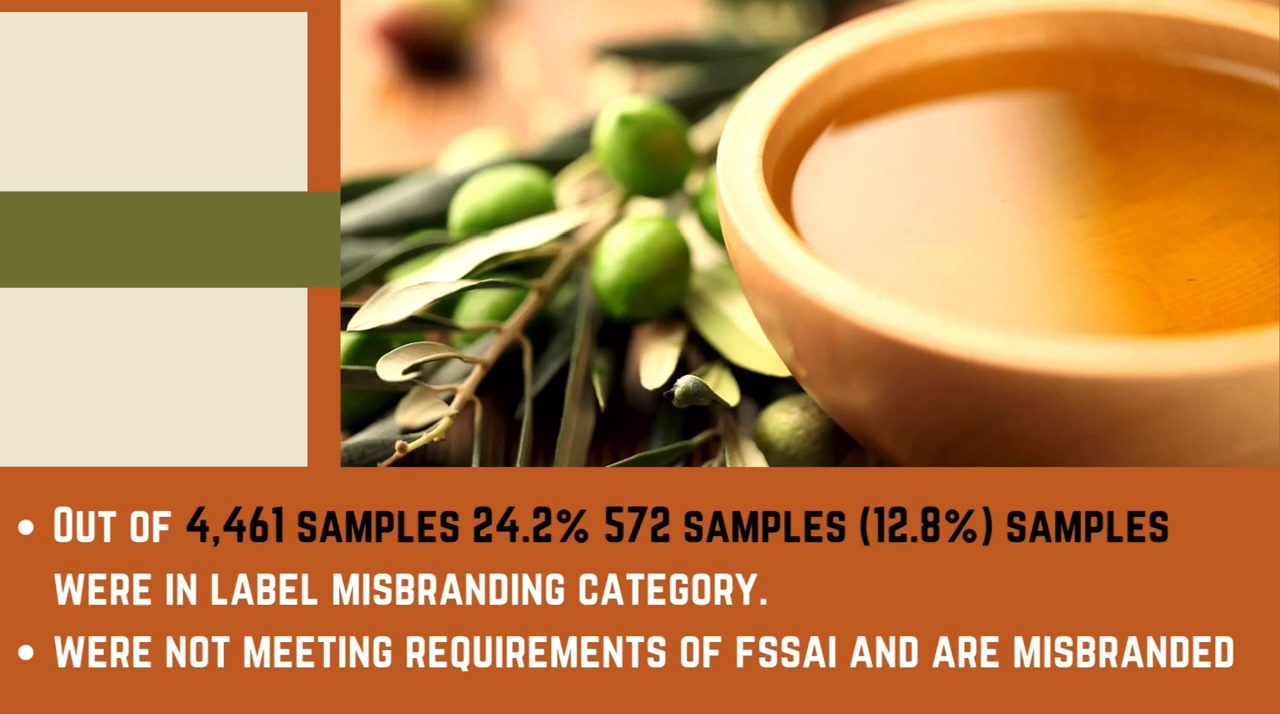 • Out of 4,461 samples 24.2% 572 samples (12.8%) samples
were in label misbranding category.
• were not meeting requirements of FSSAI and are misbranded